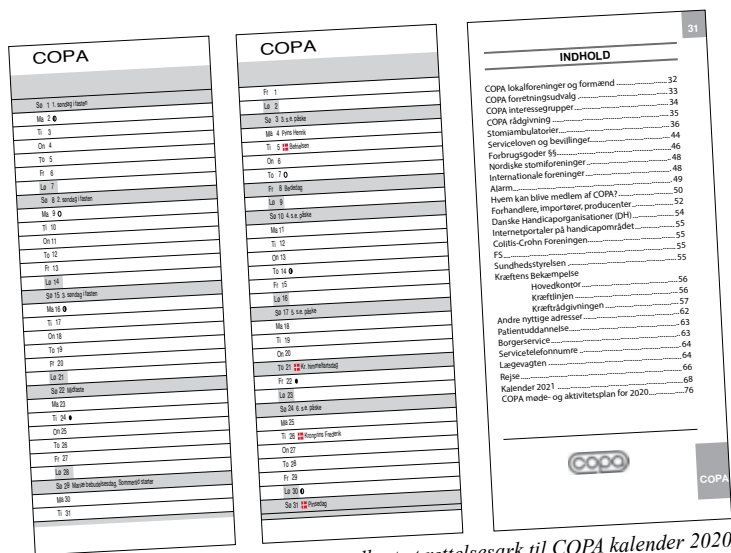 COPA
Sø 1 1. søndag i fasten
Ma 2
Ti 3
On 4
To 5
Fr 6
Lø 7
Sø 8 2. søndag i fasten
Ma 9
Ti 10
On 11
To 12
Fr 13
Lø 14
Sø 15 3. søndag i fasten
Ma 16
Ti 17
On 18
To 19
Fr 20
Lø 21
Sø 22 Midfaste
Ma 23
Ti 24
On 25
To 26
Fr 27
Lø 28
Sø 29 Mariæ bebudelsesdag, Sommertid starter
Ma 30
Ti 31
COPA
Fr 1
Lø 2
Sø 3 3. s.e. påske
Ma 4 Prins Henrik
Ti 5 Befrielsen
On 6
To 7
Fr 8 Bededag
Lø 9
Sø 10 4. s.e. påske
Ma 11
Ti 12
On 13
To 14
Fr 15
Lø 16
Sø 17 5. s.e. påske
Ma 18
Ti 19
On 20
To 21 Kr. himmelfartsdag
Fr 22
Lø 23
Sø 24 6. s.e. påske
Ma 25
Ti 26 Kronprins Frederik
On 27
To 28
Fr 29
Lø 30
Sø 31 Pinsedag
31
INDHOLD
COPA lokalforeninger og formænd 32
COPA forretningsudvalg 33
COPA interessegrupper 34
COPA rådgivning 35
Stomiambulatorier 36
Serviceloven og bevillinger 44
Forbrugsgoder §§ 46
Nordiske stomiforeninger 48
Internationale foreninger 48
Alarm 49
Hvem kan blive medlem af COPA? 50
Forhandlere, importører, producenter 52
Danske Handicaporganisationer (DH) 54
Internetportaler på handicapområdet 55
Colitis-Crohn Foreningen 55
FS 55
Sundhedsstyrelsen 55
Kræftens Bekæmpelse
Hovedkontor 56
Kræftlinjen 56
Kræftrådgivningen 57
Andre nyttige adresser 62
Patientuddannelse 63
Borgerservice 63
Servicetelefonnumre 64
Lægevagten 64
Rejse 66
Kalender 2021 68
COPA møde- og aktivitetsplan for 2020 76
copa
COPA
rettelsesark til COPA kalender 2020